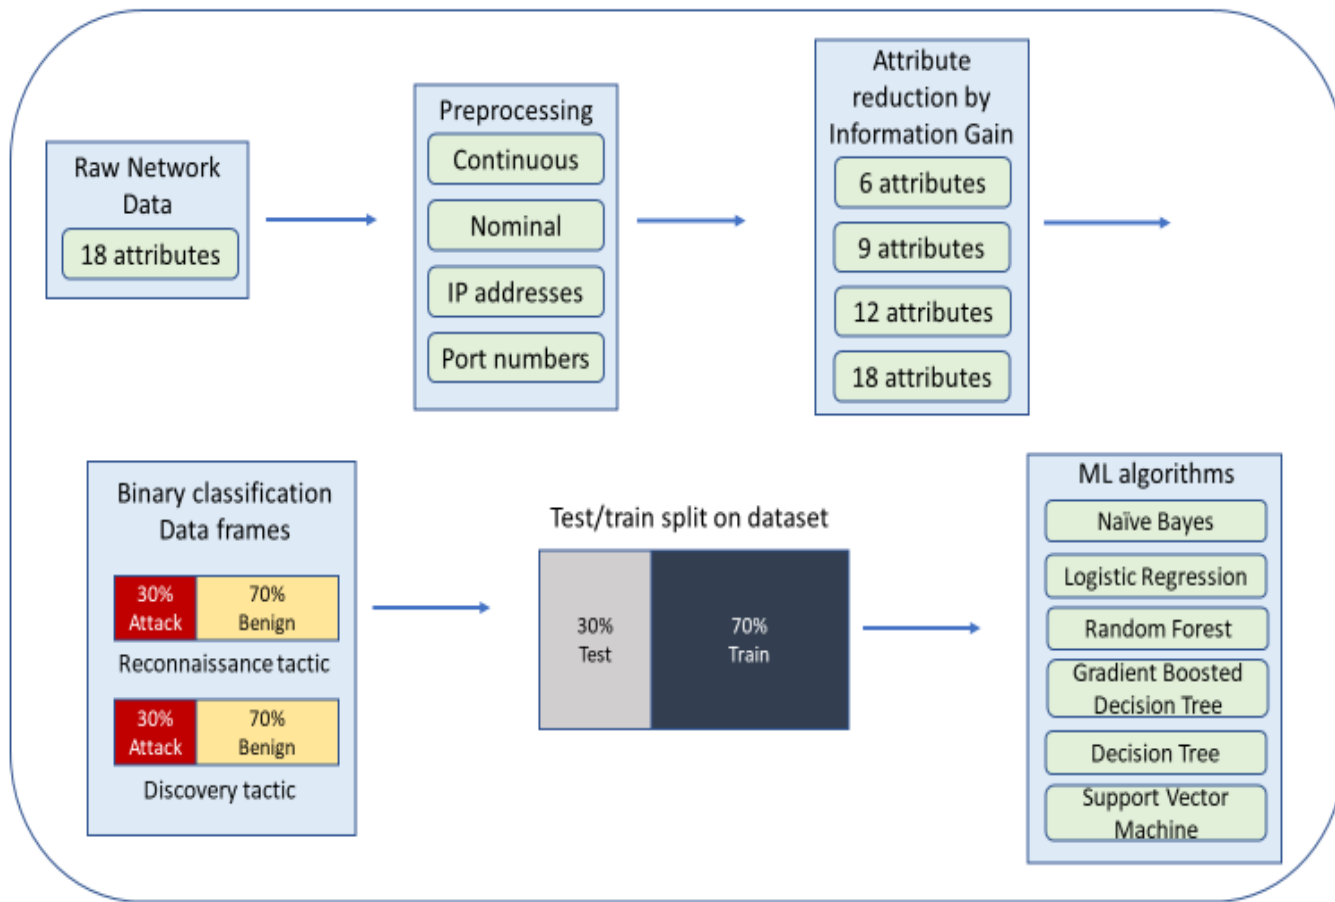 Raw Network
Data
18 attributes
Preprocessing
Continuous
Nominal
IP addresses
Port numbers
Attribute
reduction by
Information Gain
6 attributes
9 attributes
12 attributes
18 attributes
Binary classification
Data frames
30%
Attack
70%
Benign
Reconnaissance tactic
30%
Attack
70%
Benign
Discovery tactic
Test/train split on dataset
30%
Test
70%
Train
ML algorithms
Naïve Bayes
Logistic Regression
Random Forest
Gradient Boosted
Decision Tree
Decision Tree
Support Vector
Machine